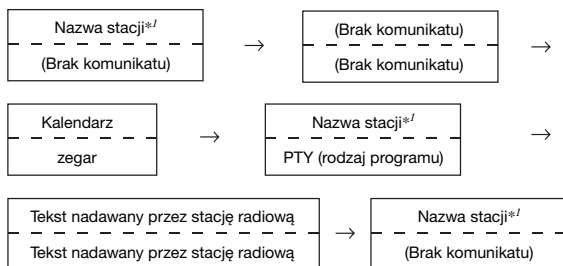 Nazwa stacji*1
(Brak komunikatu)
→
(Brak komunikatu)
(Brak komunikatu)
→
Kalendarz
zegar
→
Nazwa stacji*1
PTY (rodzaj programu)
→
Tekst nadawany przez stację radiową
Tekst nadawany przez stację radiową
→
Nazwa stacji*1
(Brak komunikatu)